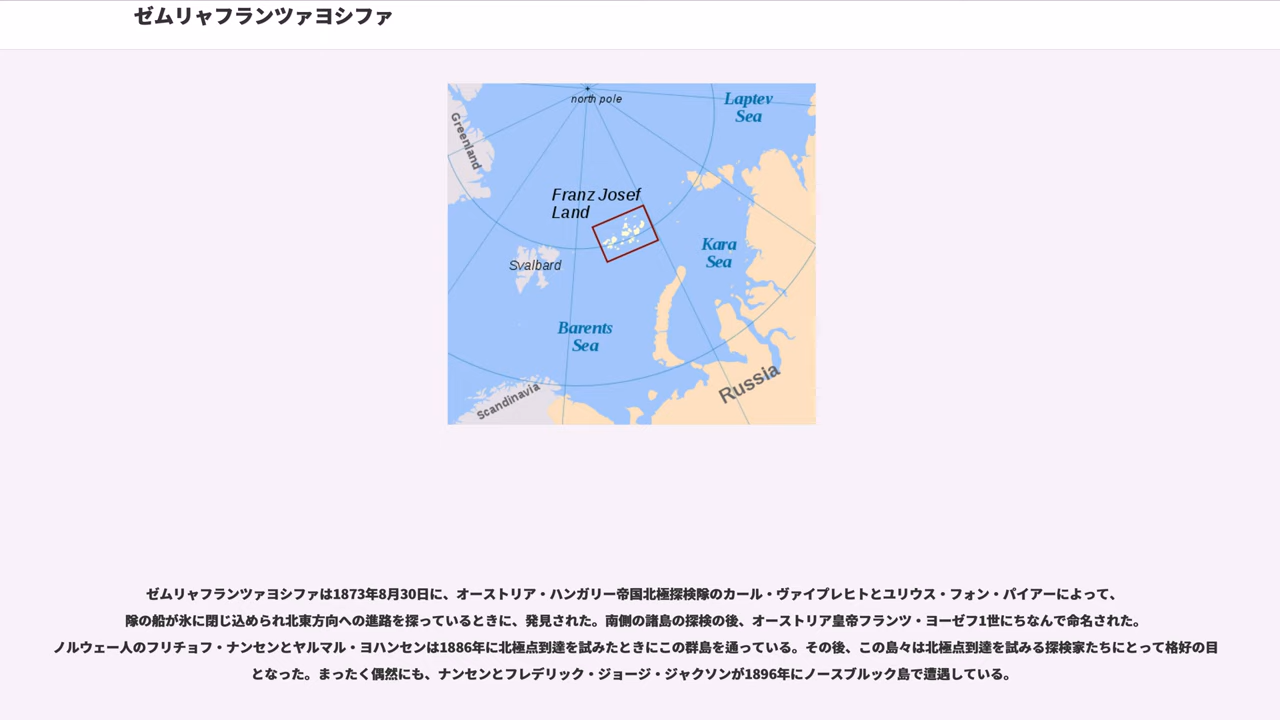 ゼムリャフランツァヨシファ
north pole
Laptev
Sea
Greenland
Franz Josef
Land
Kara
Sea
Svalbard
Barents
Sea
Russia
Scandinavia
ゼムリャフランツァヨシファは1873年8月30日に、オーストリア・ハンガリー帝国北極探検隊のカール・ヴァイプレヒトとユリウス・フォン・パイアーによって、
隊の船が氷に閉じ込められ北東方向への進路を探っているときに、発見された。南側の諸島の探検の後、オーストリア皇帝フランツ・ヨーゼフ1世にちなんで命名された。
ノルウェー人のフリチョフ・ナンセンとヤルマル・ヨハンセンは1886年に北極点到達を試みたときにこの群島を通っている。その後、この島々は北極点到達を試みる探検家たちにとって格好の目
となった。まったく偶然にも、ナンセンとフレデリック・ジョージ・ジャクソンが1896年にノースブルック島で遭遇している。